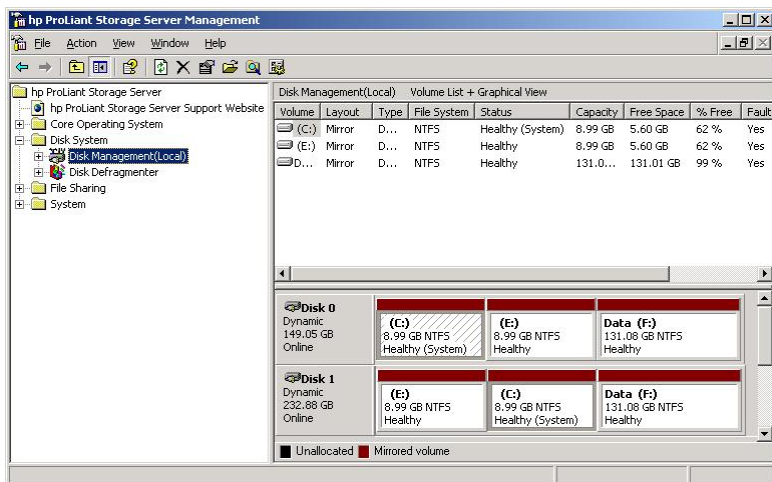 hp ProLiant Storage Server Management
File Action View Window Help
hp ProLiant Storage Server
hp ProLiant Storage Server Support Website
Core Operating System
Disk System
Disk Management(Local)
Disk Defragmenter
File Sharing
System
Disk Management(Local) Volume List + Graphical View
Volume Layout Type File System Status Capacity Free Space % Free Fault
(C:) Mirror D... NTFS Healthy (System) 8.99 GB 5.60 GB 62 % Yes
(E:) Mirror D... NTFS Healthy 8.99 GB 5.60 GB 62 % Yes
D... Mirror D... NTFS Healthy 131.0... 131.01 GB 99 % Yes
Disk 0
Dynamic
149.05 GB
Online
(C:)
8.99 GB NTFS
Healthy (System)
(E:)
8.99 GB NTFS
Healthy
Data (F:)
131.08 GB NTFS
Healthy
Disk 1
Dynamic
232.88 GB
Online
(E:)
8.99 GB NTFS
Healthy
(C:)
8.99 GB NTFS
Healthy (System)
Data (F:)
131.08 GB NTFS
Healthy
Unallocated Mirrored volume